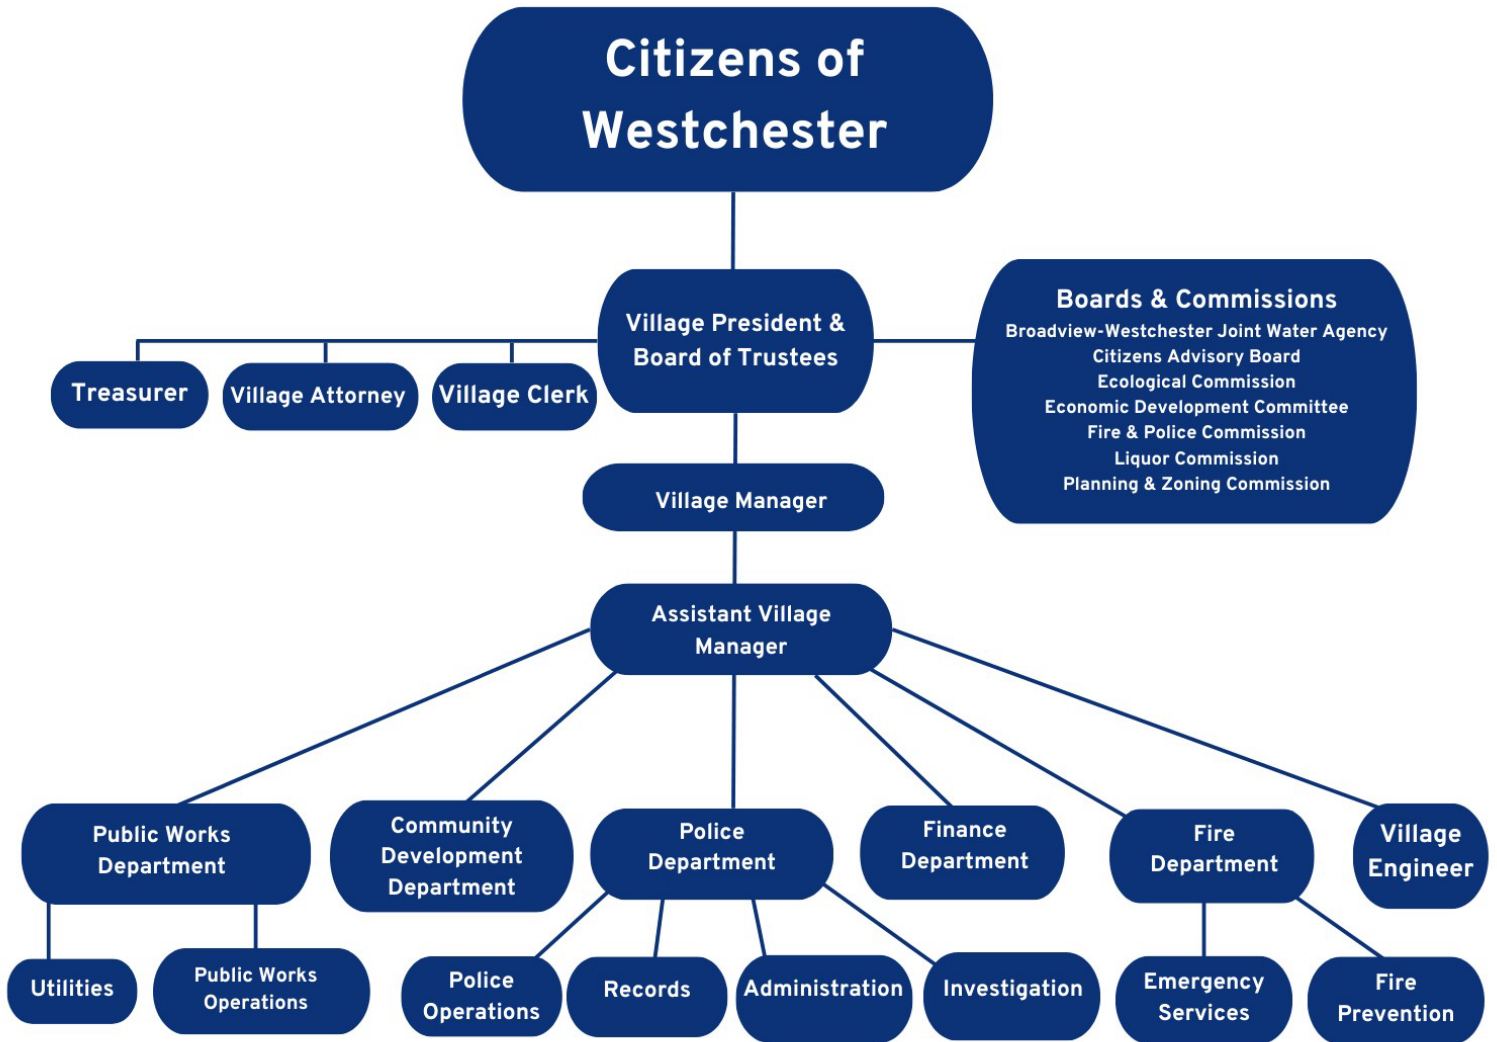 Citizens of
Westchester
Village President &
Board of Trustees
Boards & Commissions
Broadview-Westchester Joint Water Agency
Citizens Advisory Board
Ecological Commission
Economic Development Committee
Fire & Police Commission
Liquor Commission
Planning & Zoning Commission
Treasurer
Village Attorney
Village Clerk
Village Manager
Assistant Village
Manager
Public Works
Department
Community
Development
Department
Police
Department
Finance
Department
Fire
Department
Village
Engineer
Utilities
Public Works
Operations
Police
Operations
Records
Administration
Investigation
Emergency
Services
Fire
Prevention